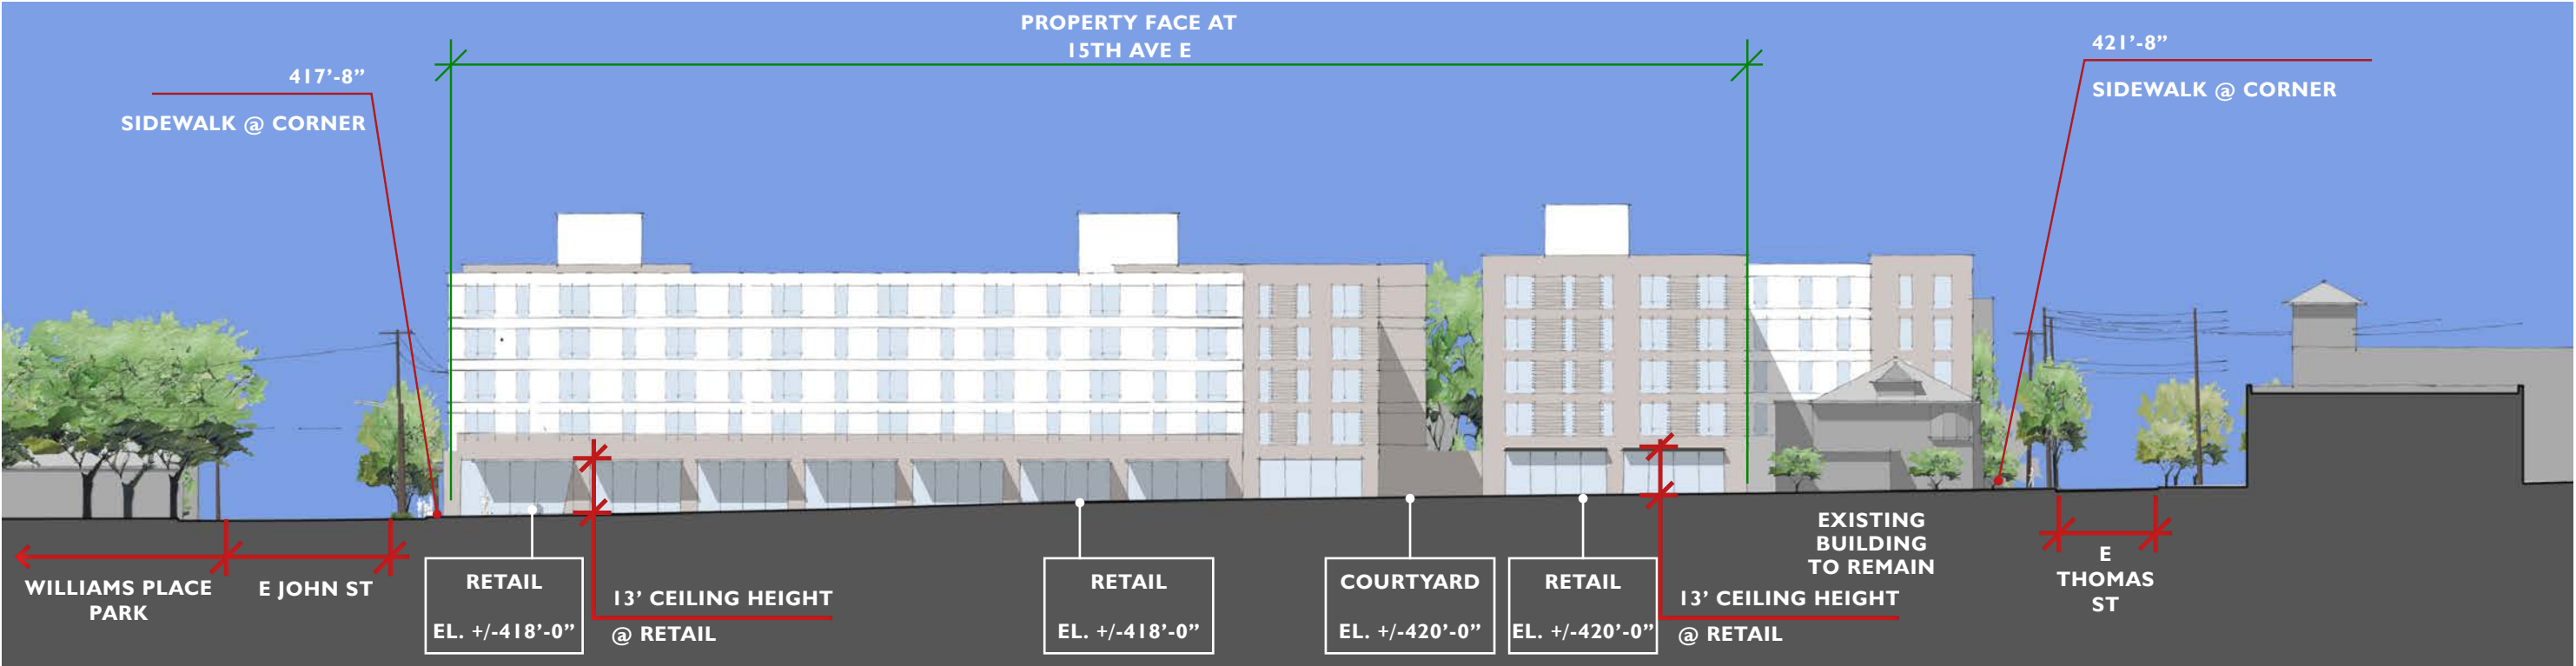 PROPERTY FACE AT
15TH AVE E
417’-8”
SIDEWALK @ CORNER
421’-8”
SIDEWALK @ CORNER
WILLIAMS PLACE
PARK
E JOHN ST
RETAIL
EL. +/-418’-0”
13’ CEILING HEIGHT
@ RETAIL
RETAIL
EL. +/-418’-0”
COURTYARD
EL. +/-420’-0”
RETAIL
EL. +/-420’-0”
13’ CEILING HEIGHT
@ RETAIL
EXISTING
BUILDING
TO REMAIN
E
THOMAS
ST